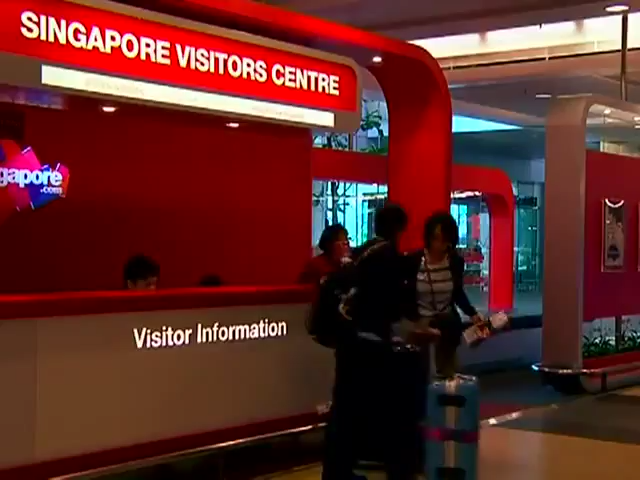 SINGAPORE VISITORS CENTRE
gapore
.com
Visitor Information